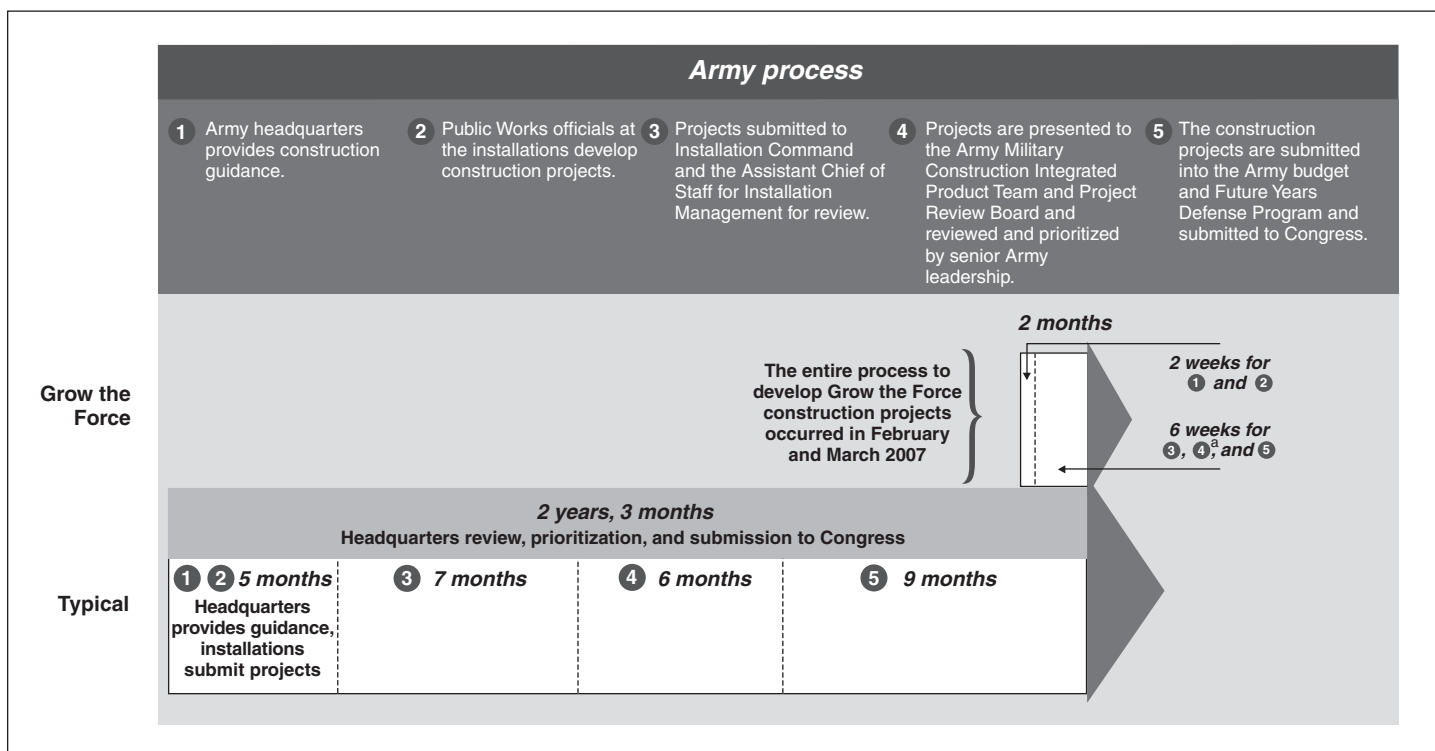 Army process
1 Army headquarters
provides construction
guidance.
2 Public Works officials at
the installations develop
construction projects.
3 Projects submitted to
Installation Command
and the Assistant Chief of
Staff for Installation
Management for review.
4 Projects are presented to
the Army Military
Construction Integrated
Product Team and Project
Review Board and
reviewed and prioritized
by senior Army
leadership.
5 The construction
projects are submitted
into the Army budget
and Future Years
Defense Program and
submitted to Congress.
Grow the
Force
The entire process to
develop Grow the Force
construction projects
occurred in February
and March 2007
2 months
2 weeks for
1 and 2
6 weeks for
3, 4,a and 5
2 years, 3 months
Headquarters review, prioritization, and submission to Congress
Typical
1 2 5 months
Headquarters
provides guidance,
installations
submit projects
3 7 months
4 6 months
5 9 months